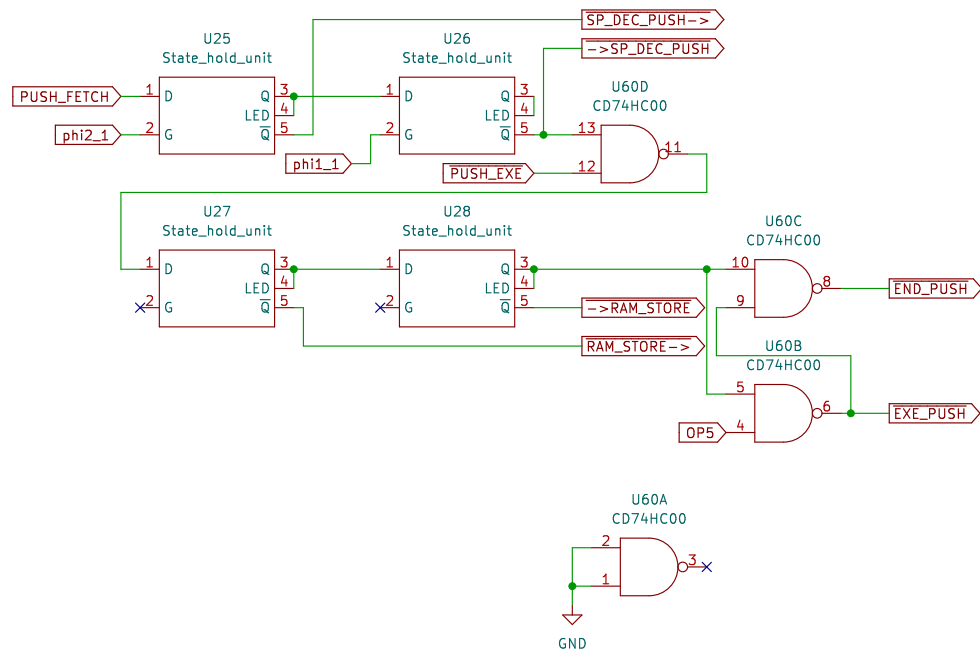 SP_DEC_PUSH->
U25
State_hold_unit
U26
State_hold_unit
->SP_DEC_PUSH
U60D
CD74HC00
PUSH_FETCH
1
D
Q
3
LED
4
phi2_1
2
G
Q
5
1
D
Q
3
LED
4
phi1_1
2
G
Q
5
13
11
PUSH_EXE
12
U27
State_hold_unit
U28
State_hold_unit
U60C
CD74HC00
1
D
Q
3
LED
4
2
G
Q
5
1
D
Q
3
LED
4
2
G
Q
5
->RAM_STORE
RAM_STORE->
10
8
END_PUSH
9
U60B
CD74HC00
5
6
EXE_PUSH
OP5
4
U60A
CD74HC00
2
3
1
GND